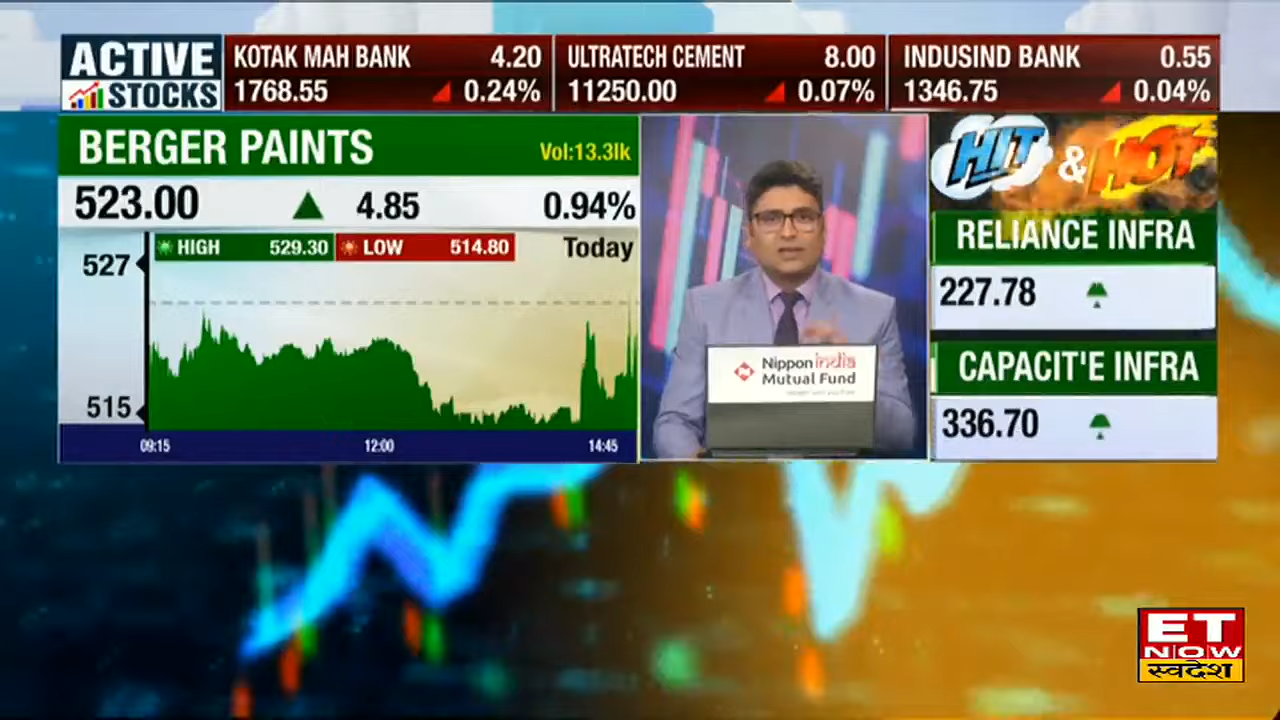 ACTIVE
STOCKS
KOTAK MAH BANK 4.20
1768.55 0.24%
ULTRATECH CEMENT 8.00
11250.00 0.07%
INDUSIND BANK 0.55
1346.75 0.04%
BERGER PAINTS Vol:13.3lk
523.00 4.85 0.94%
HIGH 529.30 LOW 514.80 Today
527
515
09:15 12:00 14:45
Nippon india
Mutual Fund
HIT & HOT
RELIANCE INFRA
227.78
CAPACIT'E INFRA
336.70
ET
NOW
स्वदेश